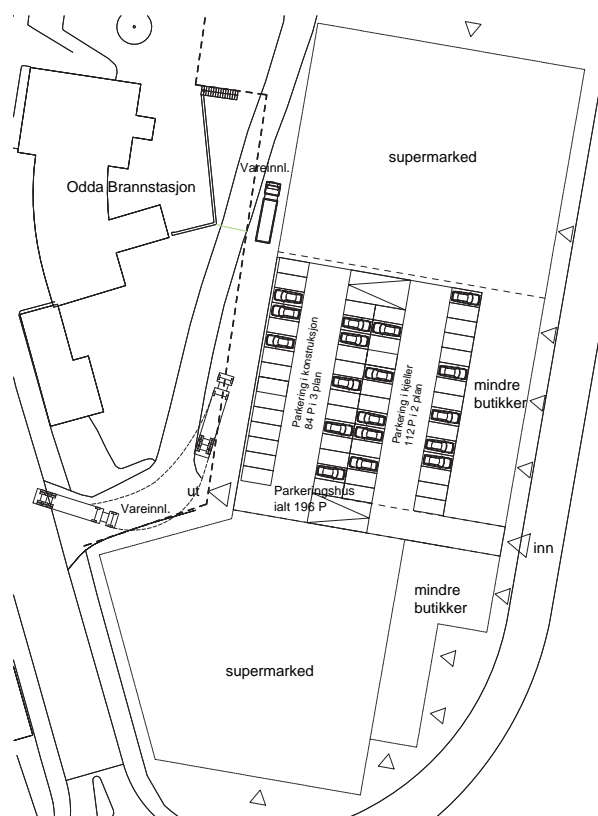 supermarked
Vareinnl.
Odda Brannstasjon
Parkering i konstruksjon
84 P i 3 plan
Parkering i kjeller
112 P i 2 plan
mindre
butikker
ut
Parkeringshus
ialt 196 P
Vareinnl.
inn
mindre
butikker
supermarked